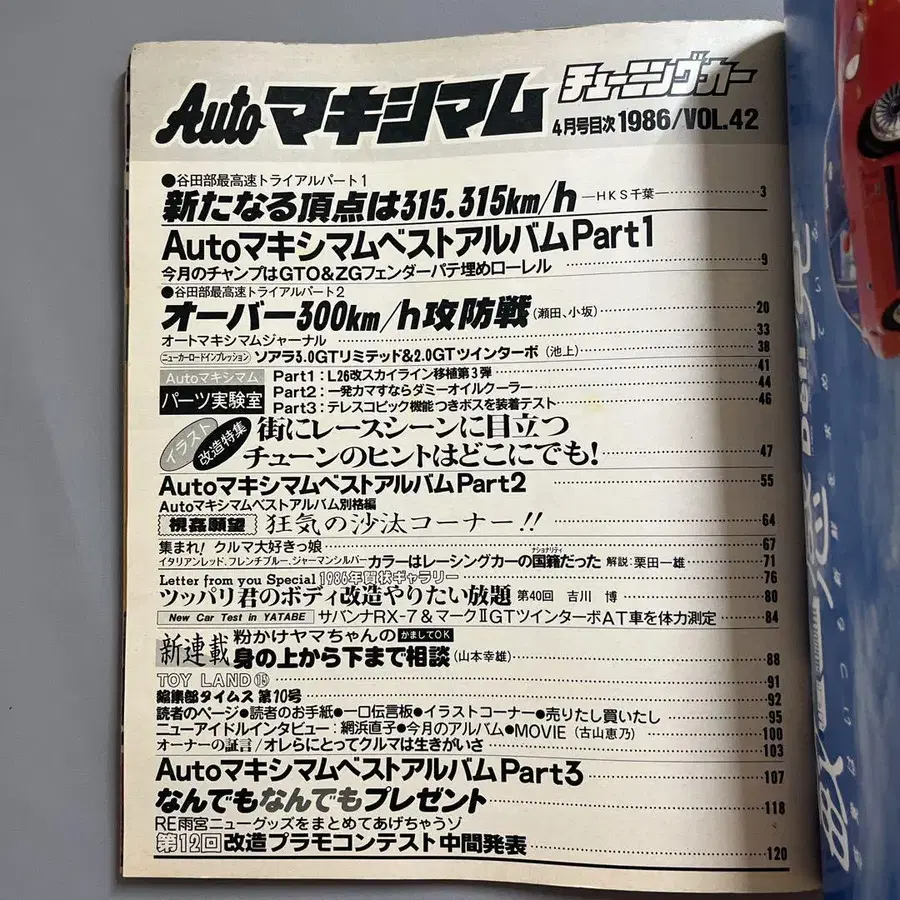 Autoマキシマム チューニングカー
4月号目次 1986/VOL.42
●谷田部最高速トライアルパート1
新たなる頂点は315.315km/h —HKS千葉— 3
AutoマキシマムベストアルバムPart1
今月のチャンプはGTO&ZGフェンダーパテ埋めローレル 9
●谷田部最高速トライアルパート2
オーバー300km/h攻防戦(瀬田、小坂) 20
オートマキシマムジャーナル 33
ニューカーロードインプレッション ソアラ3.0GTリミテッド&2.0GTツインターボ(池上) 38
Autoマキシマム パーツ実験室
Part1:L26改スカイライン移植第3弾 41
Part2:一発カマすならダミーオイルクーラー 44
Part3:テレスコピック機能つきボスを装着テスト 46
イラスト改造特集
街にレースシーンに目立つ
チューンのヒントはどこにでも! 47
AutoマキシマムベストアルバムPart2 55
Autoマキシマムベストアルバム別格編
視姦願望 狂気の沙汰コーナー!! 64
集まれ!クルマ大好きっ娘 67
イタリアンレッド、フレンチブルー、ジャーマンシルバー カラーはレーシングカーの国籍だった 解説:栗田一雄 71
ナショナリティ
Letter from you Special 1986年賀状ギャラリー 76
ツッパリ君のボディ改造やりたい放題 第40回 吉川 博 80
New Car Test in YATABE サバンナRX-7&マークⅡGTツインターボAT車を体力測定 84
新連載 粉かけヤマちゃんの かましてOK
身の上から下まで相談(山本幸雄) 88
TOY LAND⑲ 91
編集部タイムス 第10号 92
読者のページ●読者のお手紙●一口伝言板●イラストコーナー●売りたし買いたし 95
ニューアイドルインタビュー:網浜直子●今月のアルバム●MOVIE(古山恵乃) 100
オーナーの証言/オレらにとってクルマは生きがいさ 103
AutoマキシマムベストアルバムPart3 107
なんでもなんでもプレゼント 118
RE雨宮ニューグッズをまとめてあげちゃうゾ
第12回改造プラモコンテスト中間発表 120